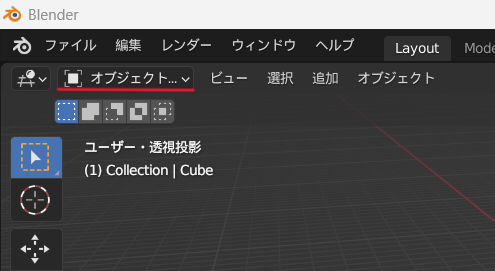 Blender
ファイル 編集 レンダー ウィンドウ ヘルプ Layout Mode
オブジェクト... ビュー 選択 追加 オブジェクト
ユーザー・透視投影
(1) Collection | Cube